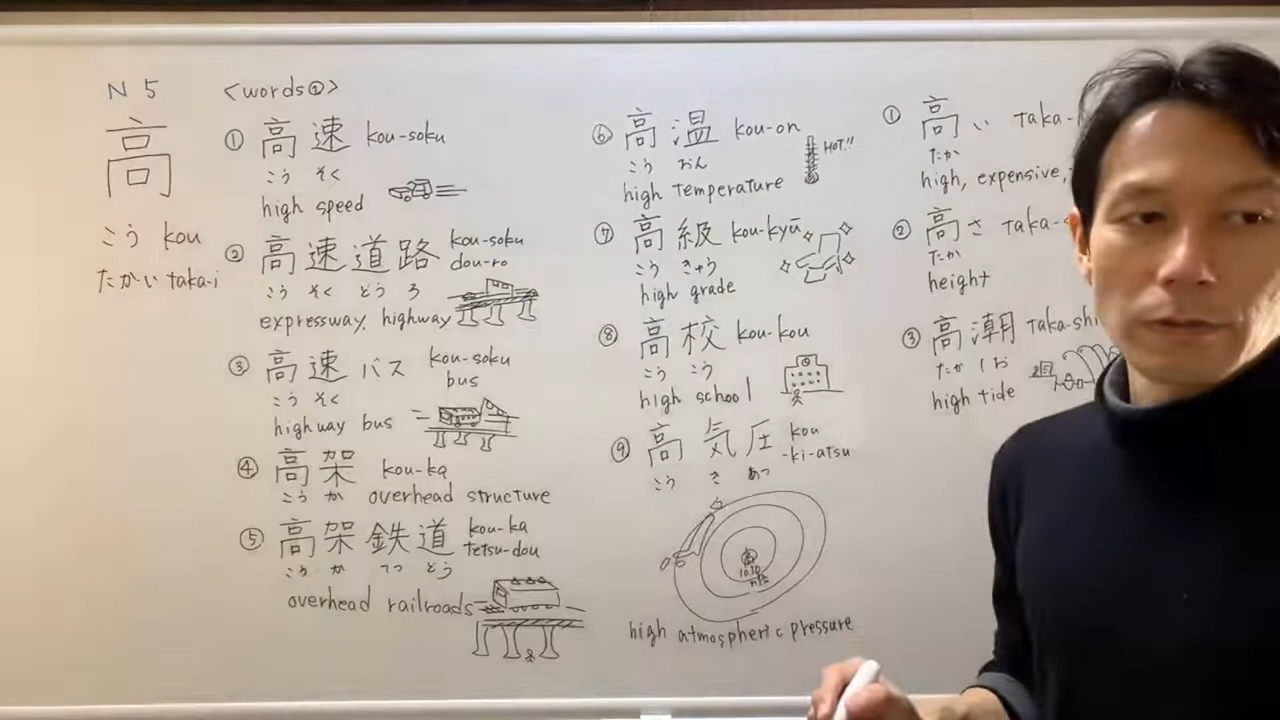 N5
高
こう kou
たかい taka-i
<words①>
① 高速 kou-soku
こう そく
high speed
② 高速道路 kou-soku
dou-ro
こう そく どう ろ
expressway, highway
③ 高速バス kou-soku
bus
こう そく
highway bus
④ 高架 kou-ka
こう か overhead structure
⑤ 高架鉄道 kou-ka
tetsu-dou
こう か てつ どう
overhead railroads
⑥ 高温 kou-on
こう おん
HOT!!
high temperature
⑦ 高級 kou-kyū
こう きゅう
high grade
⑧ 高校 kou-kou
こう こう
high school
⑨ 高気圧 kou
-ki-atsu
こう き あつ
高
1030
hPa
high atmospheric pressure
① 高い taka-
たか
high, expensive,
② 高さ taka-
たか
height
③ 高潮 taka-shi
たか しお
high tide